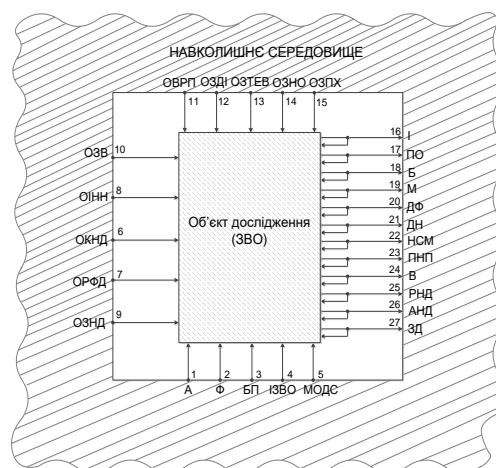 НАВКОЛИШНЄ СЕРЕДОВИЩЕ
ОВРП ОЗДІ ОЗТЕВ ОЗНО ОЗПХ
11 12 13 14 15
16 І
17 ПО
18 Б
19 М
20 ДФ
21 ДН
22 НСМ
23 ПНП
24 В
25 РНД
26 АНД
27 ЗД
ОЗВ 10
ОІНН 8
ОКНД 6
ОРФД 7
ОЗНД 9
Об’єкт дослідження
(ЗВО)
1 2 3 4 5
А Ф БП ІЗВО МОДС